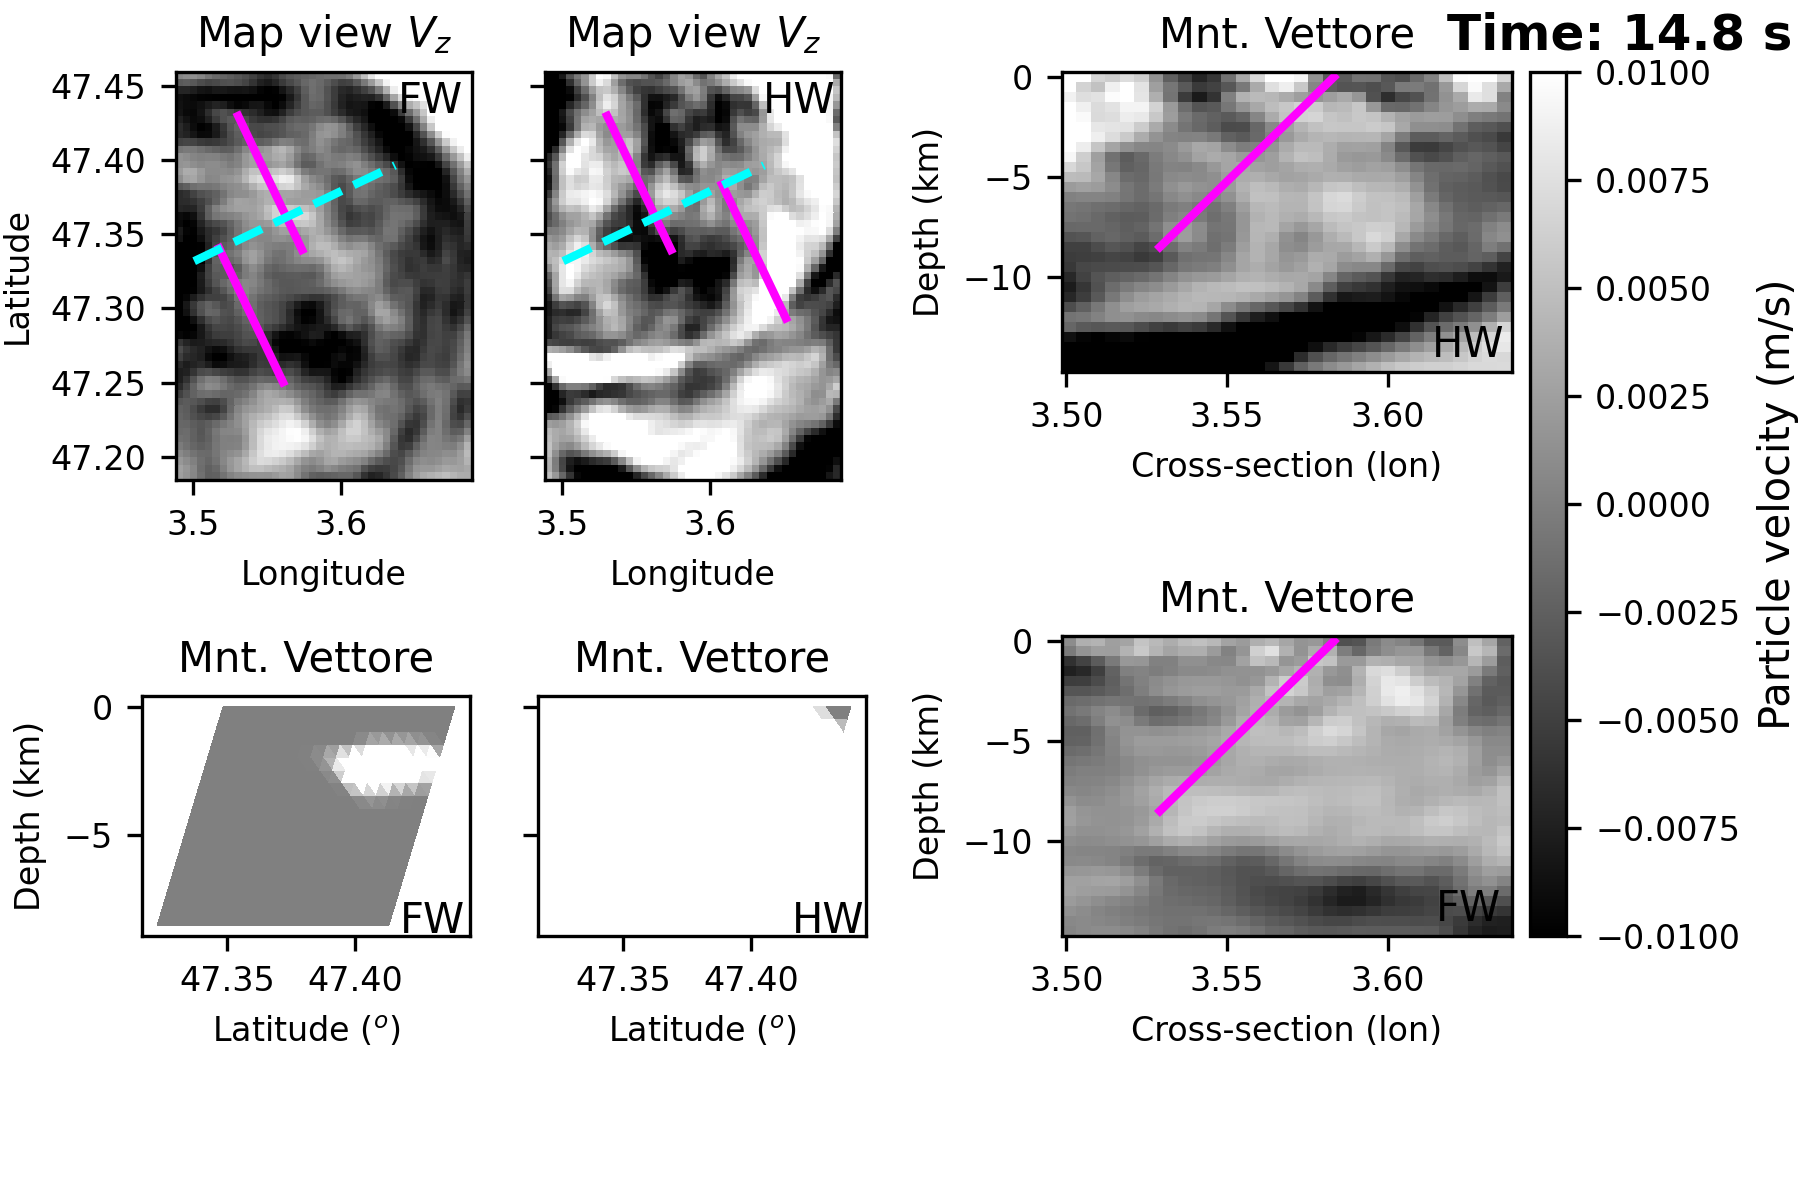 Map view Vz
Map view Vz
Mnt. Vettore
Time: 14.8 s
FW
HW
HW
47.45
47.40
47.35
47.30
47.25
47.20
Latitude
3.5 3.6
Longitude
3.5 3.6
Longitude
0
−5
−10
Depth (km)
3.50 3.55 3.60
Cross-section (lon)
0.0100
0.0075
0.0050
0.0025
0.0000
−0.0025
−0.0050
−0.0075
−0.0100
Particle velocity (m/s)
Mnt. Vettore
Mnt. Vettore
Mnt. Vettore
0
−5
Depth (km)
FW
47.35 47.40
Latitude (o)
HW
47.35 47.40
Latitude (o)
0
−5
−10
Depth (km)
FW
3.50 3.55 3.60
Cross-section (lon)